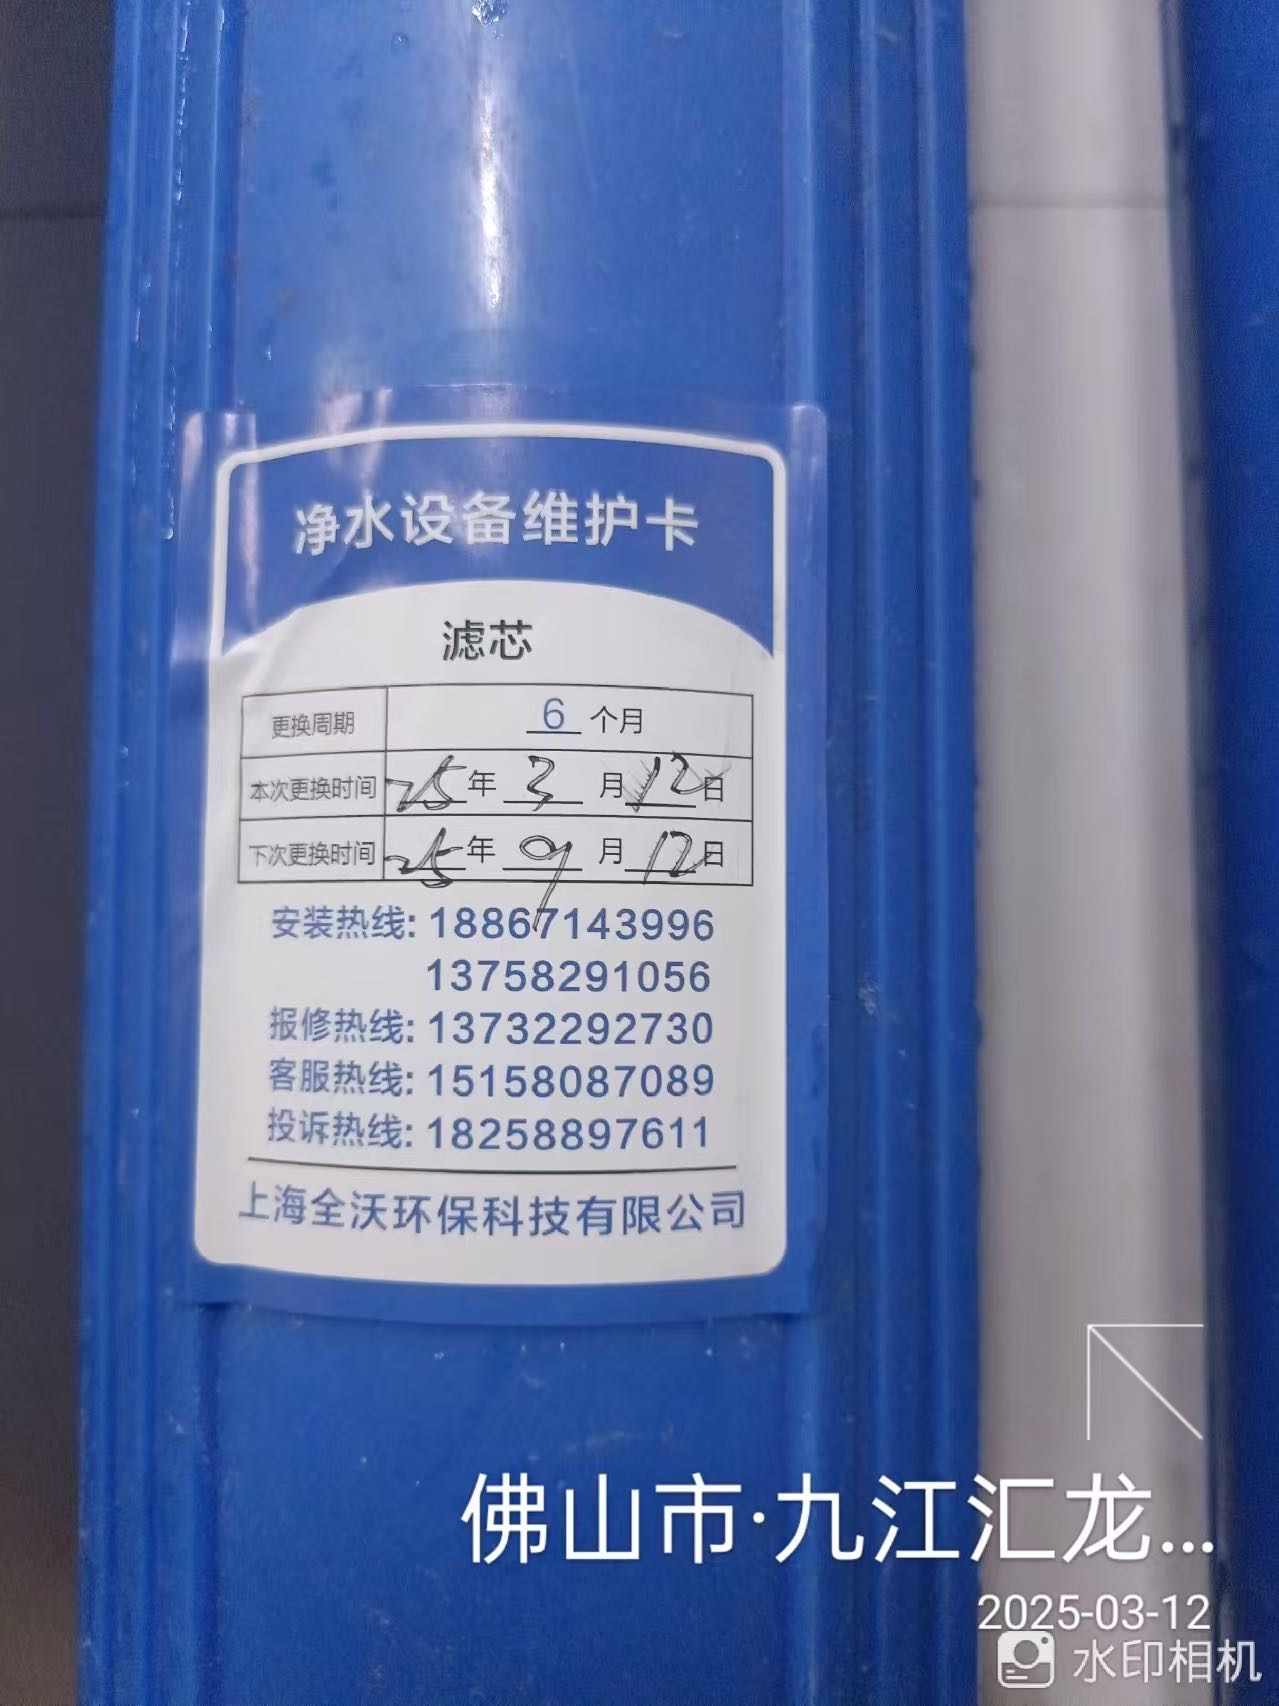 净水设备维护卡
滤芯
更换周期 6 个月
本次更换时间 25 年 3 月 12 日
下次更换时间 25 年 9 月 12 日
安装热线: 18867143996
13758291056
报修热线: 13732292730
客服热线: 15158087089
投诉热线: 18258897611
上海全沃环保科技有限公司
佛山市·九江汇龙...
2025-03-12
水印相机